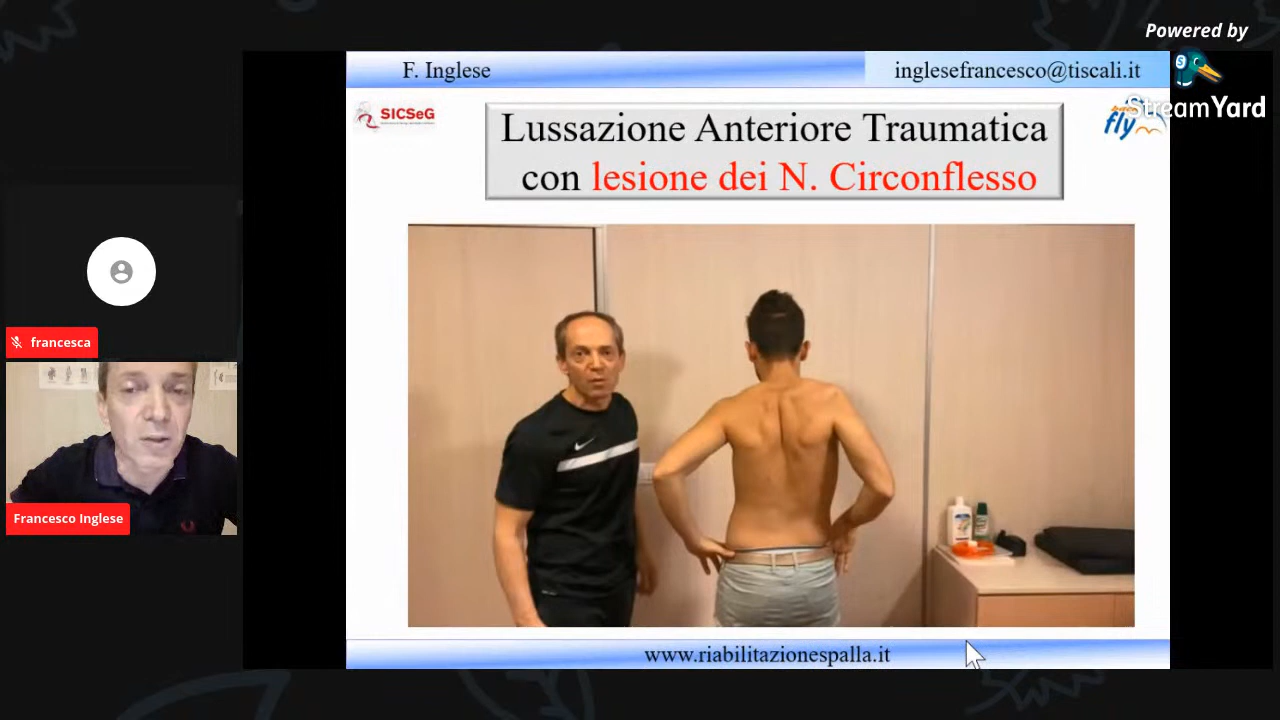 Powered by
StreamYard
F. Inglese
inglesefrancesco@tiscali.it
SICSeG
fly
Lussazione Anteriore Traumatica
con lesione dei N. Circonflesso
francesca
Francesco Inglese
www.riabilitazionespalla.it